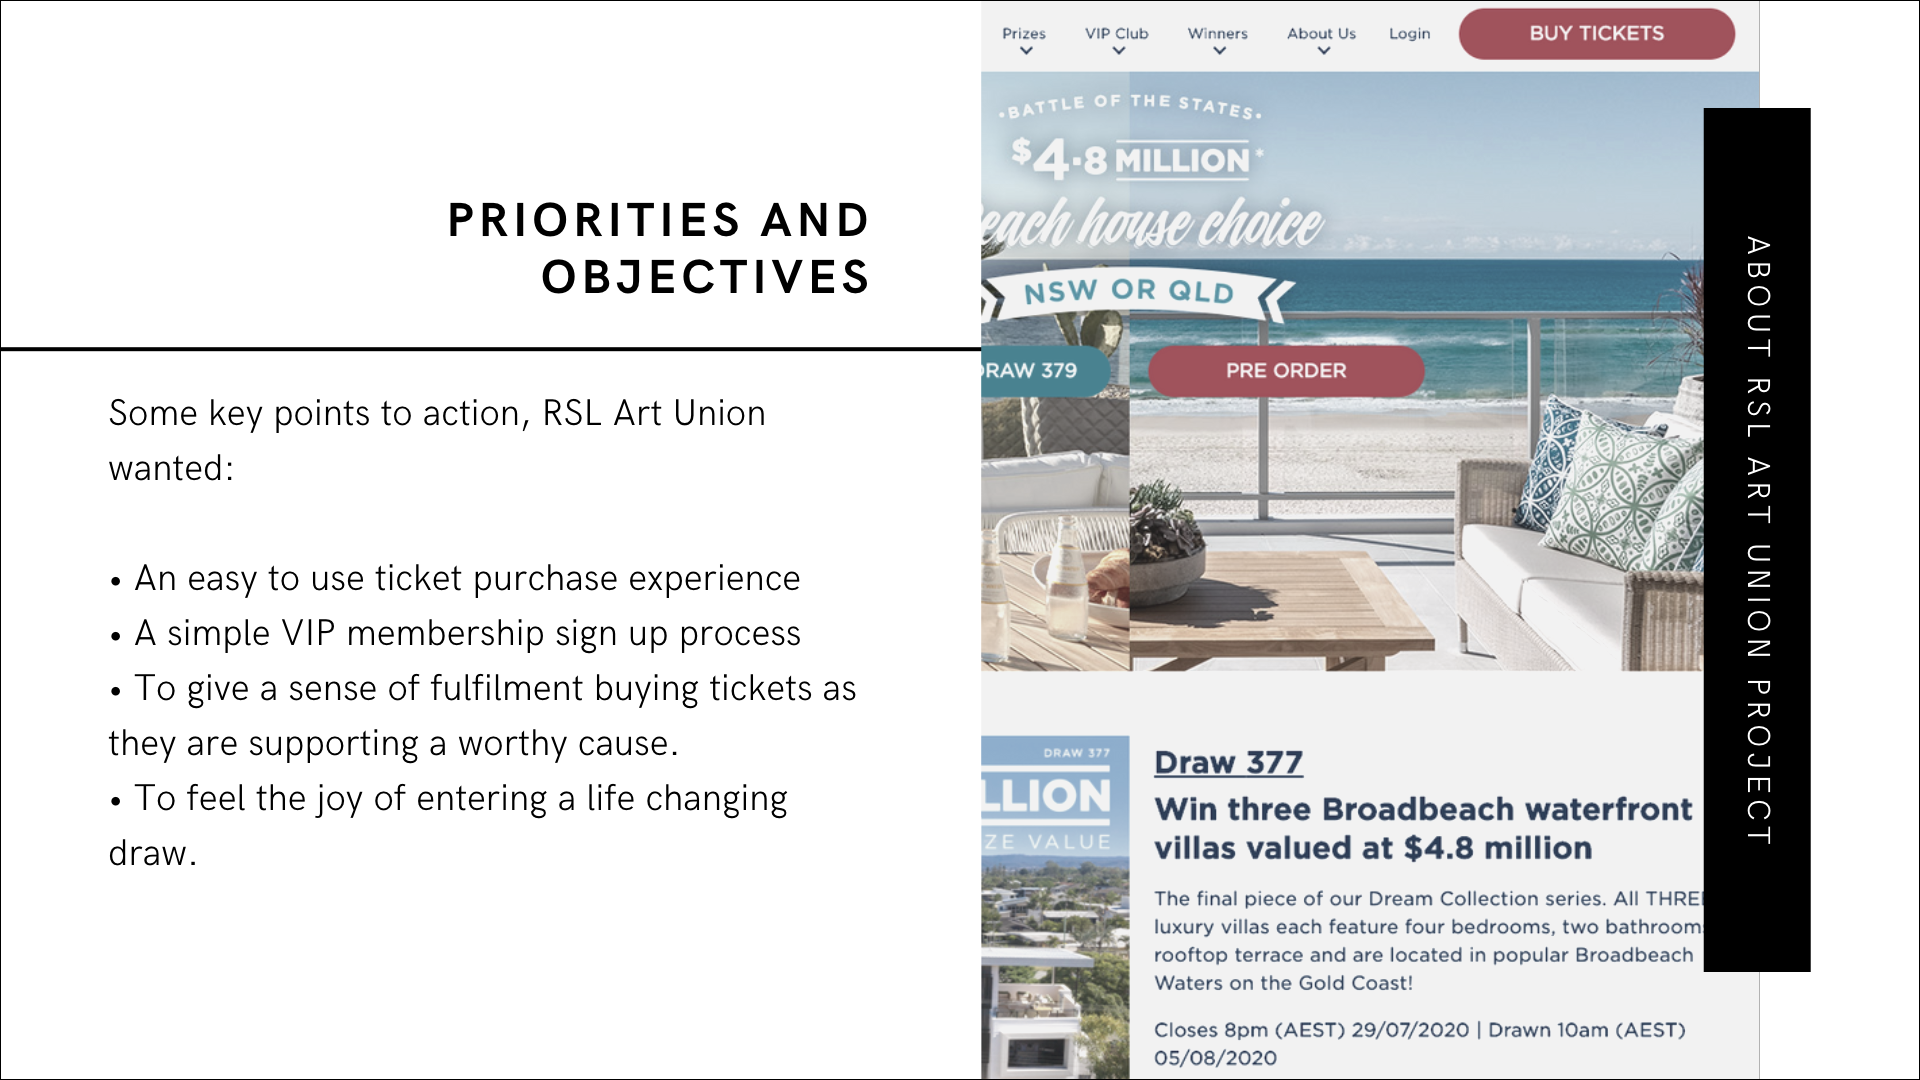 PRIORITIES AND
OBJECTIVES
Some key points to action, RSL Art Union
wanted:
• An easy to use ticket purchase experience
• A simple VIP membership sign up process
• To give a sense of fulfilment buying tickets as
they are supporting a worthy cause.
• To feel the joy of entering a life changing
draw.
Prizes VIP Club Winners About Us Login BUY TICKETS
•BATTLE OF THE STATES•
$4.8 MILLION*
each house choice
NSW OR QLD
DRAW 379 PRE ORDER
DRAW 377
LLION
ZE VALUE
Draw 377
Win three Broadbeach waterfront
villas valued at $4.8 million
The final piece of our Dream Collection series. All THREE
luxury villas each feature four bedrooms, two bathrooms
rooftop terrace and are located in popular Broadbeach
Waters on the Gold Coast!
Closes 8pm (AEST) 29/07/2020 | Drawn 10am (AEST)
05/08/2020
ABOUT RSL ART UNION PROJECT